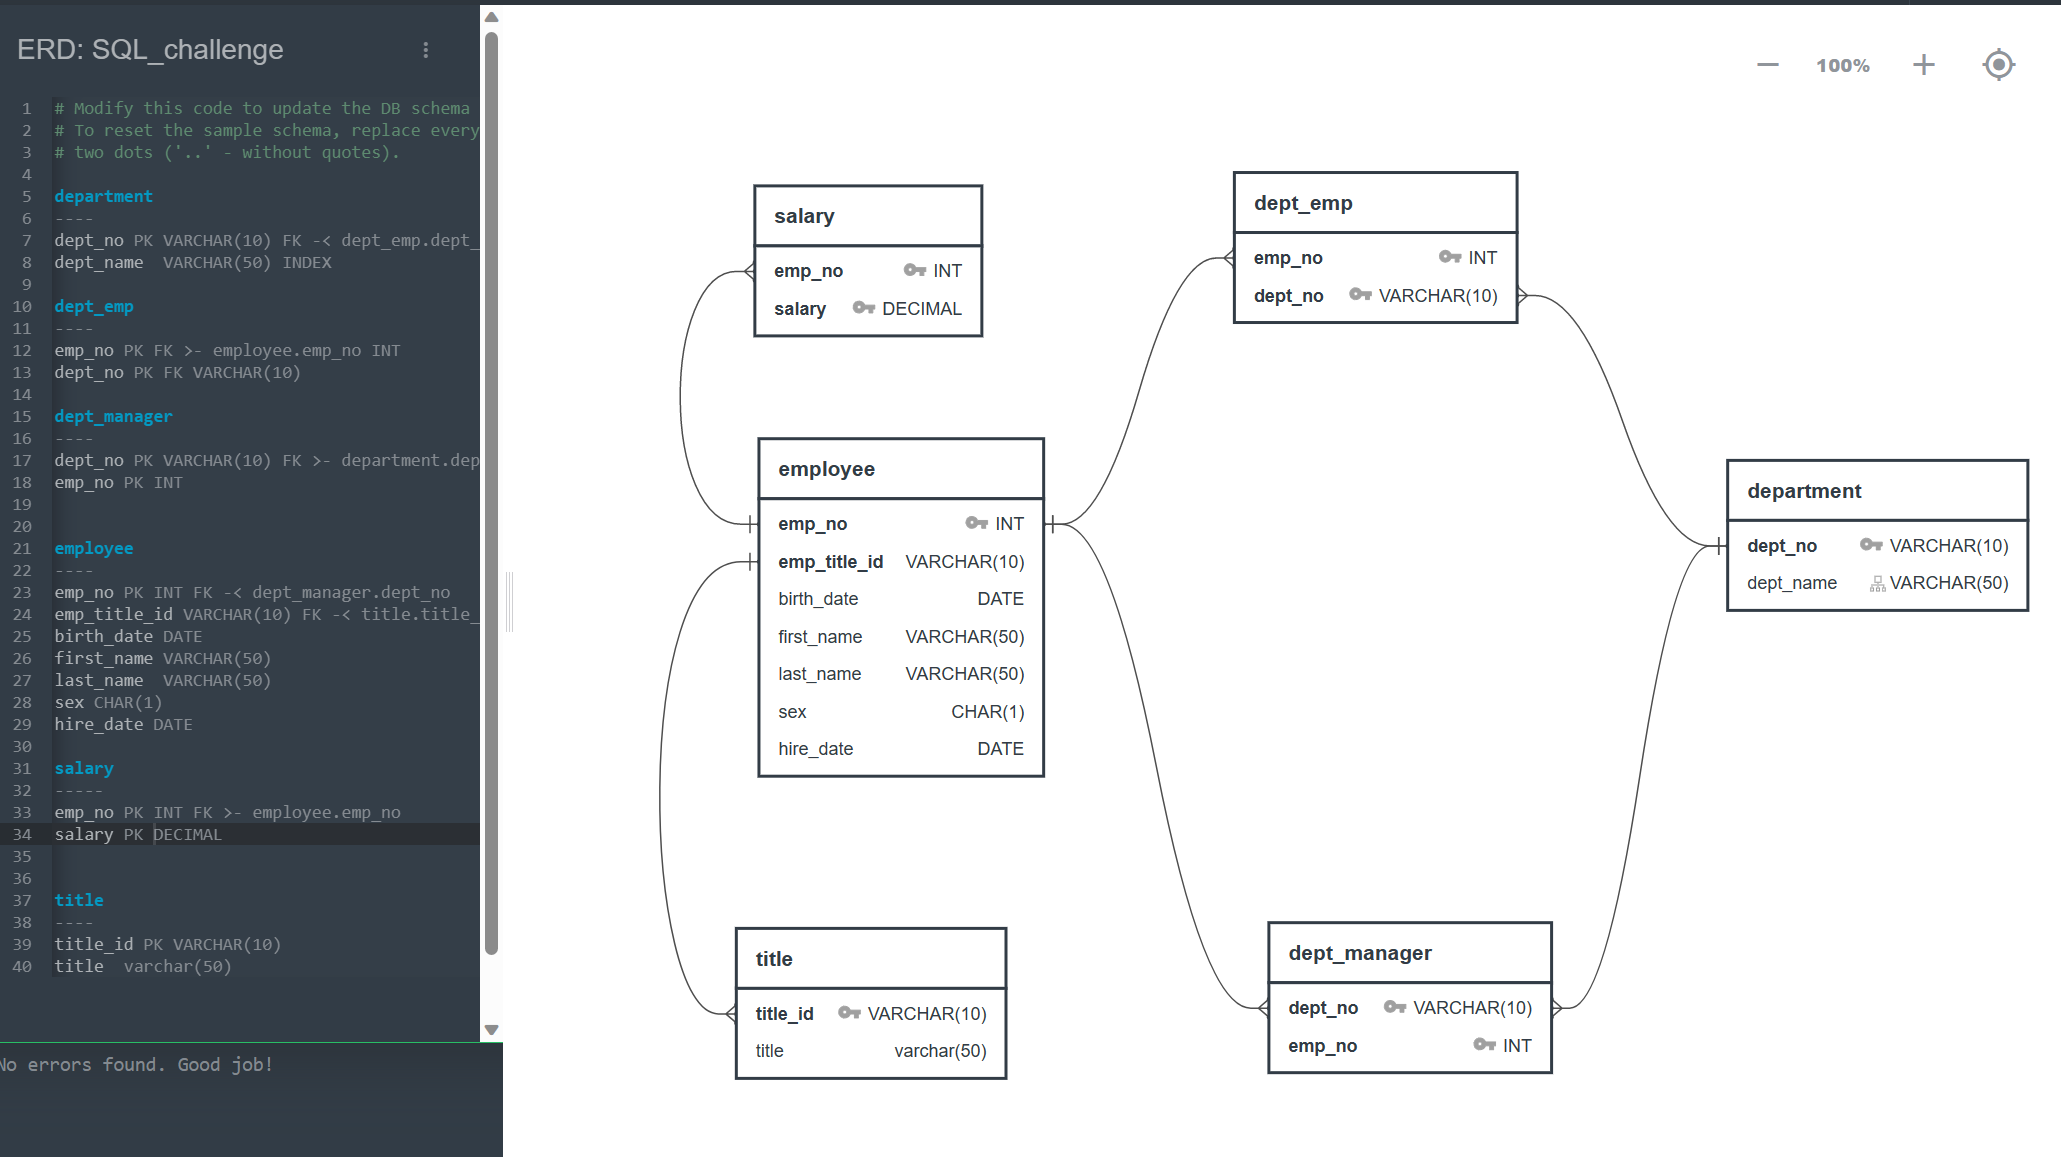 ERD: SQL_challenge
1 # Modify this code to update the DB schema
2 # To reset the sample schema, replace every
3 # two dots ('..' - without quotes).
4
5 department
6 ----
7 dept_no PK VARCHAR(10) FK -< dept_emp.dept_
8 dept_name  VARCHAR(50) INDEX
9
10 dept_emp
11 ----
12 emp_no PK FK >- employee.emp_no INT
13 dept_no PK FK VARCHAR(10)
14
15 dept_manager
16 ----
17 dept_no PK VARCHAR(10) FK >- department.dep
18 emp_no PK INT
19
20
21 employee
22 ----
23 emp_no PK INT FK -< dept_manager.dept_no
24 emp_title_id VARCHAR(10) FK -< title.title_
25 birth_date DATE
26 first_name VARCHAR(50)
27 last_name  VARCHAR(50)
28 sex CHAR(1)
29 hire_date DATE
30
31 salary
32 -----
33 emp_no PK INT FK >- employee.emp_no
34 salary PK DECIMAL
35
36
37 title
38 ----
39 title_id PK VARCHAR(10)
40 title  varchar(50)
No errors found. Good job!
100%
salary
emp_no INT
salary DECIMAL
dept_emp
emp_no INT
dept_no VARCHAR(10)
employee
emp_no INT
emp_title_id VARCHAR(10)
birth_date DATE
first_name VARCHAR(50)
last_name VARCHAR(50)
sex CHAR(1)
hire_date DATE
department
dept_no VARCHAR(10)
dept_name VARCHAR(50)
title
title_id VARCHAR(10)
title varchar(50)
dept_manager
dept_no VARCHAR(10)
emp_no INT